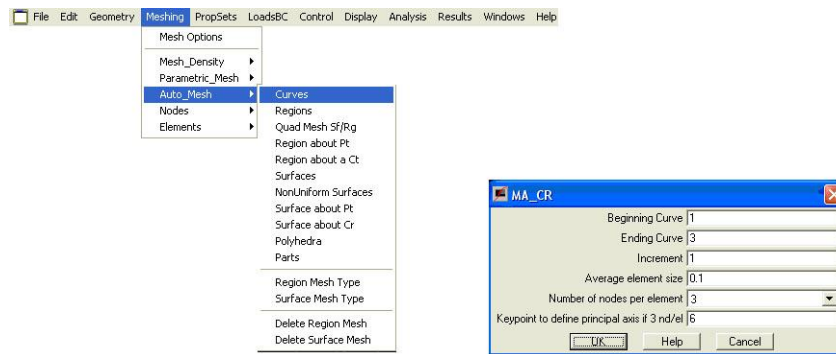 File Edit Geometry Meshing PropSets LoadsBC Control Display Analysis Results Windows Help
Mesh Options
Mesh_Density
Parametric_Mesh
Auto_Mesh
Nodes
Elements
Curves
Regions
Quad Mesh Sf/Rg
Region about Pt
Region about a Ct
Surfaces
NonUniform Surfaces
Surface about Pt
Surface about Cr
Polyhedra
Parts
Region Mesh Type
Surface Mesh Type
Delete Region Mesh
Delete Surface Mesh
MA_CR
Beginning Curve 1
Ending Curve 3
Increment 1
Average element size 0.1
Number of nodes per element 3
Keypoint to define principal axis if 3 nd/el 6
OK Help Cancel